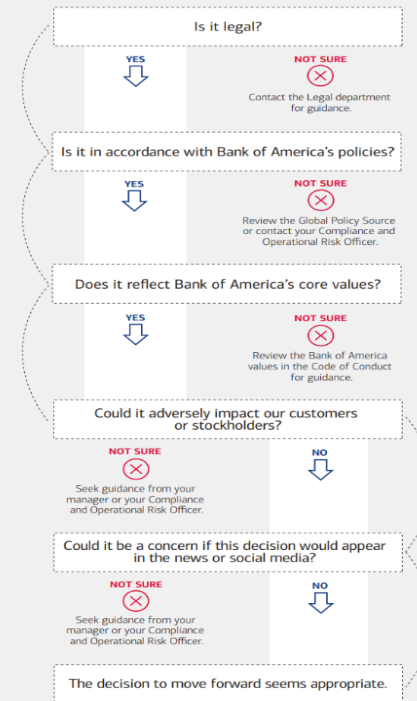 Is it legal?
YES
NOT SURE
Contact the Legal department
for guidance.
Is it in accordance with Bank of America's policies?
YES
NOT SURE
Review the Global Policy Source
or contact your Compliance and
Operational Risk Officer.
Does it reflect Bank of America's core values?
YES
NOT SURE
Review the Bank of America
values in the Code of Conduct
for guidance.
Could it adversely impact our customers
or stockholders?
NOT SURE
Seek guidance from your
manager or your Compliance
and Operational Risk Officer.
NO
Could it be a concern if this decision would appear
in the news or social media?
NOT SURE
Seek guidance from your
manager or your Compliance
and Operational Risk Officer.
NO
The decision to move forward seems appropriate.